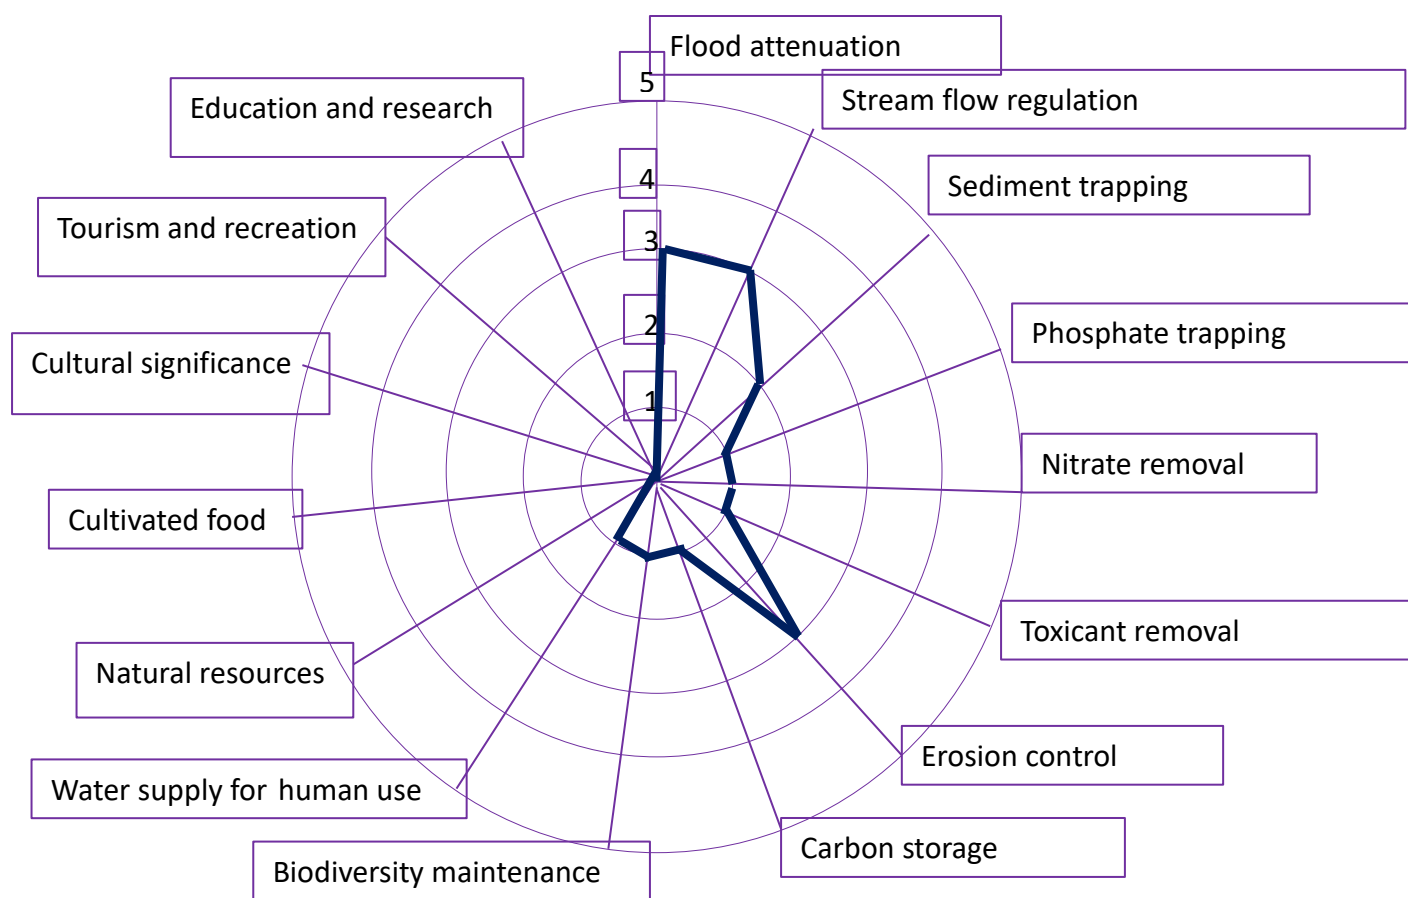 Flood attenuation
5
Stream flow regulation
Education and research
4
Sediment trapping
Tourism and recreation
3
2
Phosphate trapping
Cultural significance
1
Nitrate removal
Cultivated food
Toxicant removal
Natural resources
Erosion control
Water supply for human use
Carbon storage
Biodiversity maintenance